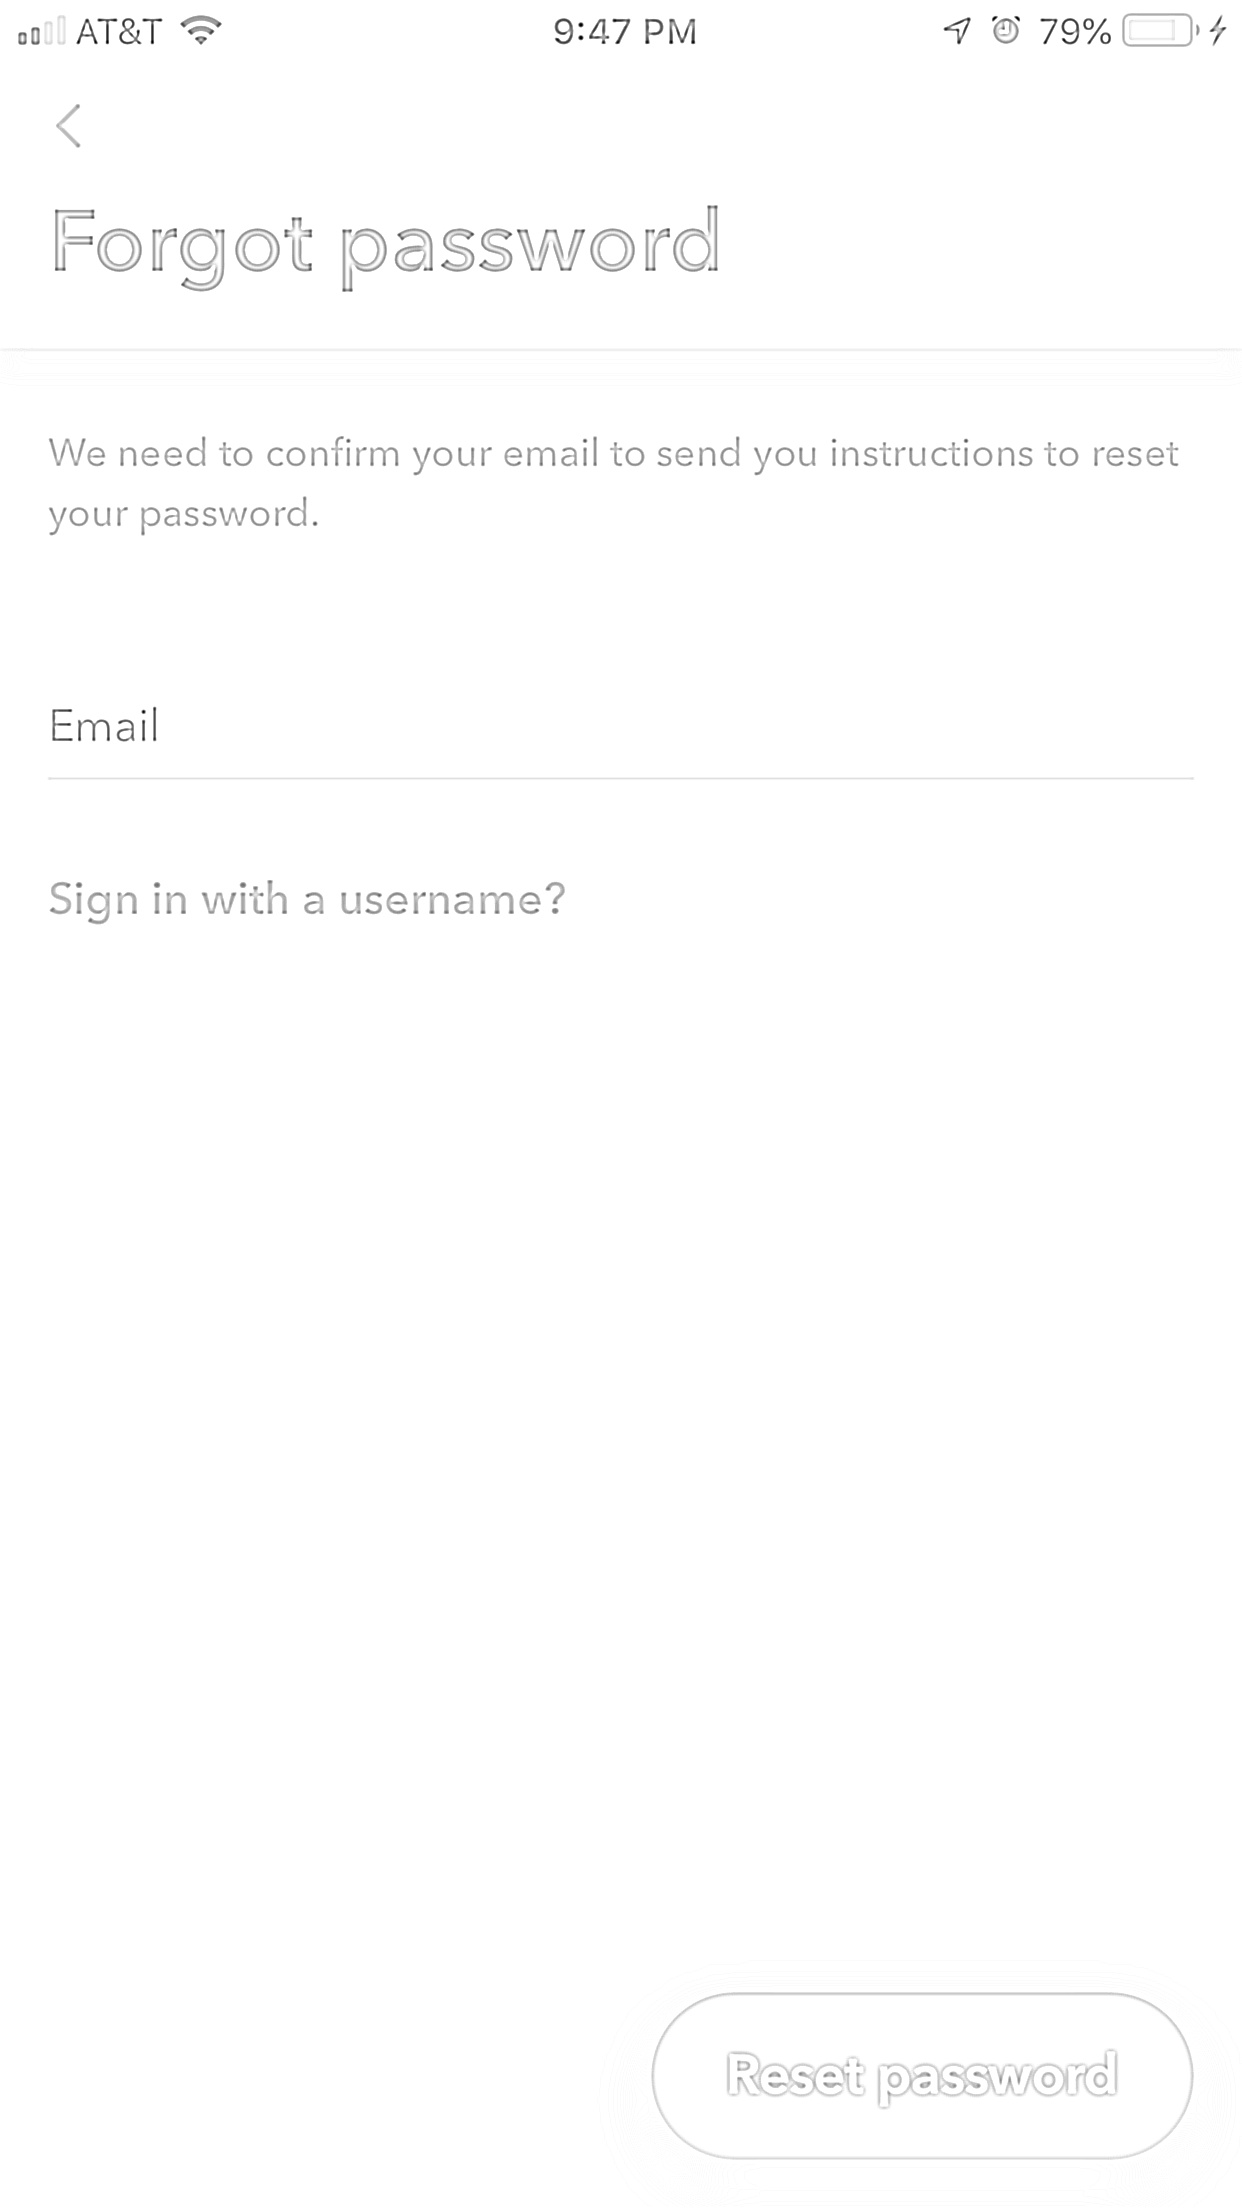 AT&T 9:47 PM 79%
Forgot password
We need to confirm your email to send you instructions to reset
your password.
Email
Sign in with a username?
Reset password